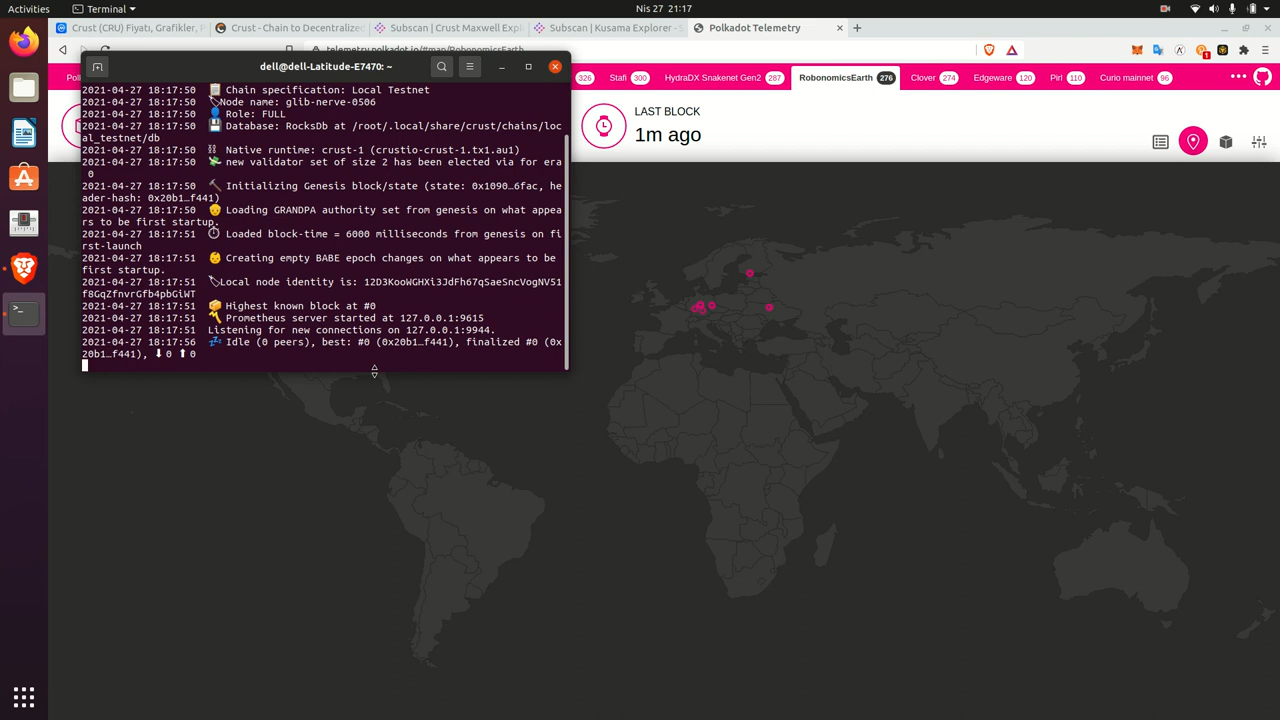 Activities
Terminal
Nis 27 21:17
Crust (CRU) Fiyatı, Grafikler, P
Crust - Chain to Decentralized
Subscan | Crust Maxwell Expl
Subscan | Kusama Explorer - S
Polkadot Telemetry
telemetry.polkadot.io/#map/RobonomicsEarth
1
dell@dell-Latitude-E7470: ~
Pol
326
Stafi 300
HydraDX Snakenet Gen2 287
RobonomicsEarth 276
Clover 274
Edgeware 120
Pirl 110
Curio mainnet 96
LAST BLOCK
1m ago
2021-04-27 18:17:50 Chain specification: Local Testnet
2021-04-27 18:17:50 Node name: glib-nerve-0506
2021-04-27 18:17:50 Role: FULL
2021-04-27 18:17:50 Database: RocksDb at /root/.local/share/crust/chains/loc
al_testnet/db
2021-04-27 18:17:50 Native runtime: crust-1 (crustio-crust-1.tx1.au1)
2021-04-27 18:17:50 new validator set of size 2 has been elected via for era
0
2021-04-27 18:17:50 Initializing Genesis block/state (state: 0x1090…6fac, he
ader-hash: 0x20b1…f441)
2021-04-27 18:17:50 Loading GRANDPA authority set from genesis on what appea
rs to be first startup.
2021-04-27 18:17:51 Loaded block-time = 6000 milliseconds from genesis on fi
rst-launch
2021-04-27 18:17:51 Creating empty BABE epoch changes on what appears to be
first startup.
2021-04-27 18:17:51 Local node identity is: 12D3KooWGHXi3JdFh67qSaeSncVogNVS1
f8GqZfnvrGfb4pbGiWT
2021-04-27 18:17:51 Highest known block at #0
2021-04-27 18:17:51 Prometheus server started at 127.0.0.1:9615
2021-04-27 18:17:51 Listening for new connections on 127.0.0.1:9944.
2021-04-27 18:17:56 Idle (0 peers), best: #0 (0x20b1…f441), finalized #0 (0x
20b1…f441), ⬇ 0 ⬆ 0